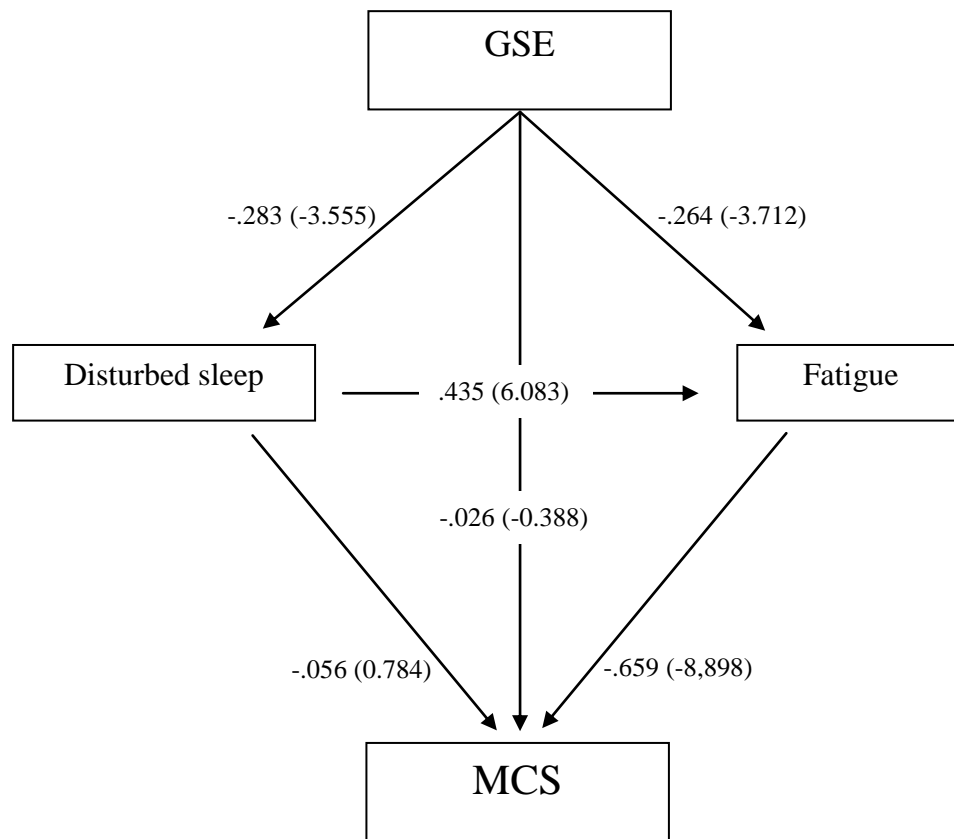 GSE
-.283 (-3.555)
-.264 (-3.712)
Disturbed sleep
.435 (6.083)
Fatigue
-.026 (-0.388)
-.056 (0.784)
-.659 (-8,898)
MCS